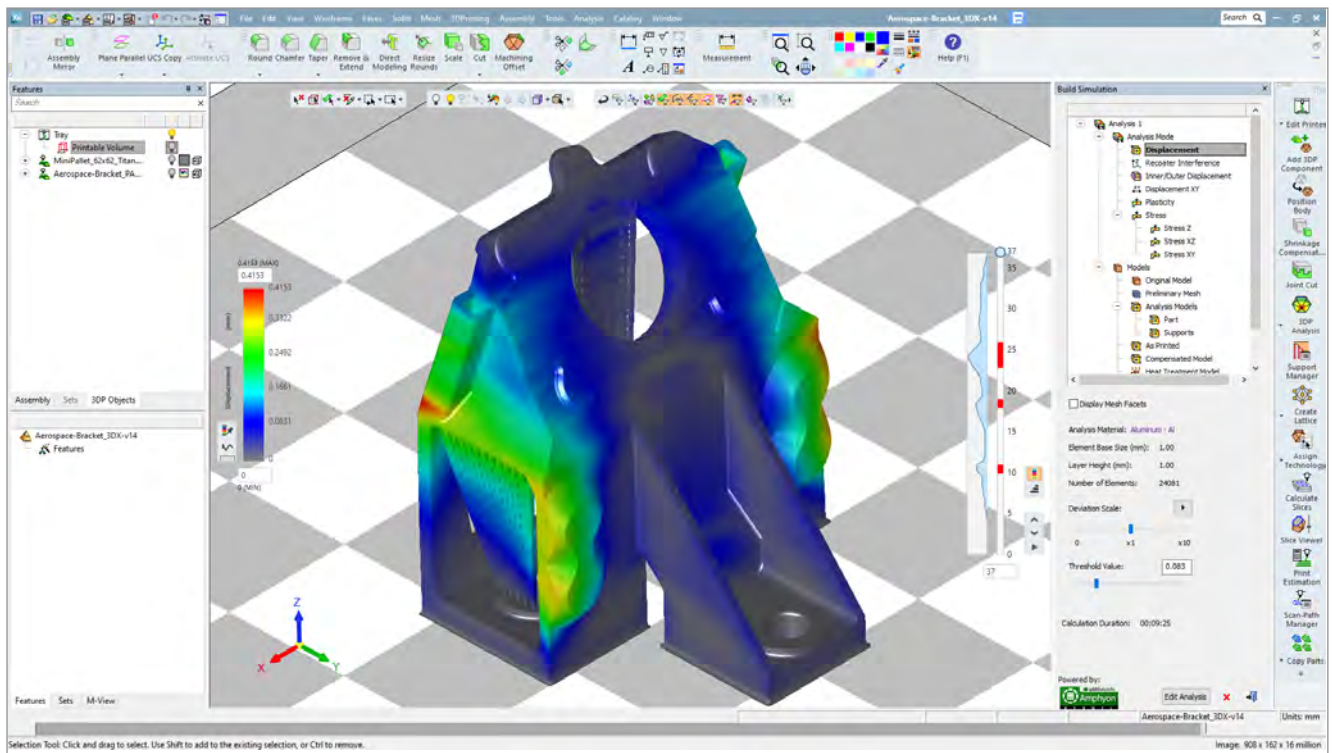 File Edit View Wireframe Faces Solids Mesh 3DPrinting Assembly Tools Analysis Catalog Window
Aerospace-Bracket_3DX-v14
Search
Assembly Mirror
Plane Parallel
UCS Copy
Activate UCS
Round
Chamfer
Taper
Remove & Extend
Direct Modeling
Resize Rounds
Scale
Cut
Machining Offset
Measurement
Help (F1)
Features
Search
Tray
Printable Volume
MiniPallet_62x62_Titan...
Aerospace-Bracket_PA...
Assembly Sets 3DP Objects
Aerospace-Bracket_3DX-v14
Features
Features Sets M-View
0.4153 (MAX)
0.4153
0.4153
0.3322
0.2492
0.1661
0.0831
0
0
0 (MIN)
Displacement (mm)
Z
X
Y
37
35
30
25
20
15
10
5
0
37
Build Simulation
Analysis 1
Analysis Mode
Displacement
Recoater Interference
Inner/Outer Displacement
Displacement XY
Plasticity
Stress
Stress Z
Stress XZ
Stress XY
Models
Original Model
Preliminary Mesh
Analysis Models
Part
Supports
As Printed
Compensated Model
Heat Treatment Model
Display Mesh Facets
Analysis Material: Aluminum - Al
Element Base Size (mm): 1.00
Layer Height (mm): 1.00
Number of Elements: 24081
Deviation Scale:
0 x1 x10
Threshold Value: 0.083
Calculation Duration: 00:09:25
Powered by:
Amphyon
Edit Analysis
Edit Printer
Add 3DP Component
Position Body
Shrinkage Compensat...
Joint Cut
3DP Analysis
Support Manager
Create Lattice
Assign Technology
Calculate Slices
Slice Viewer
Print Estimation
Scan-Path Manager
Copy Parts
Aerospace-Bracket_3DX-v14
Units: mm
Selection Tool: Click and drag to select. Use Shift to add to the existing selection, or Ctrl to remove.
Image: 908 x 162 x 16 million